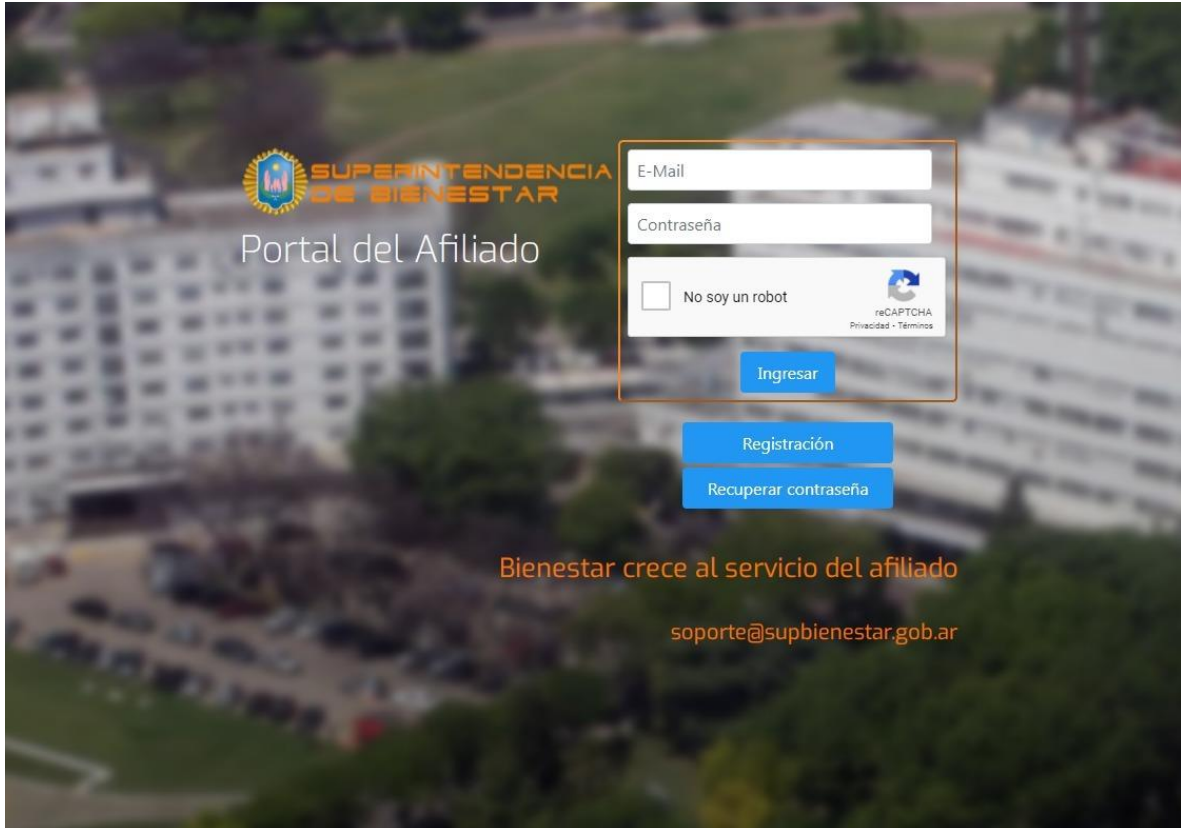 SUPERINTENDENCIA
DE BIENESTAR
Portal del Afiliado
E-Mail
Contraseña
No soy un robot
reCAPTCHA
Privacidad - Términos
Ingresar
Registración
Recuperar contraseña
Bienestar crece al servicio del afiliado
soporte@supbienestar.gob.ar